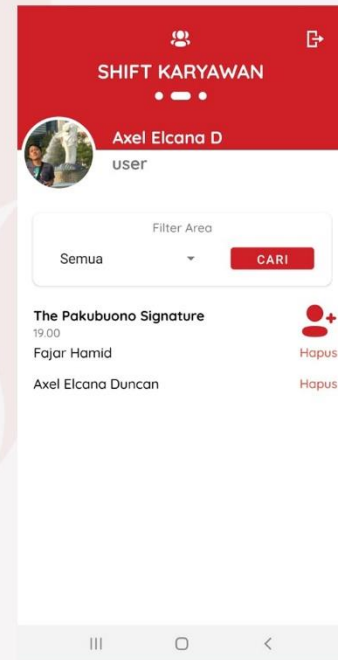 SHIFT KARYAWAN
Axel Elcana D
user
Filter Area
Semua
CARI
The Pakubuono Signature
19.00
Fajar Hamid
Hapus
Axel Elcana Duncan
Hapus